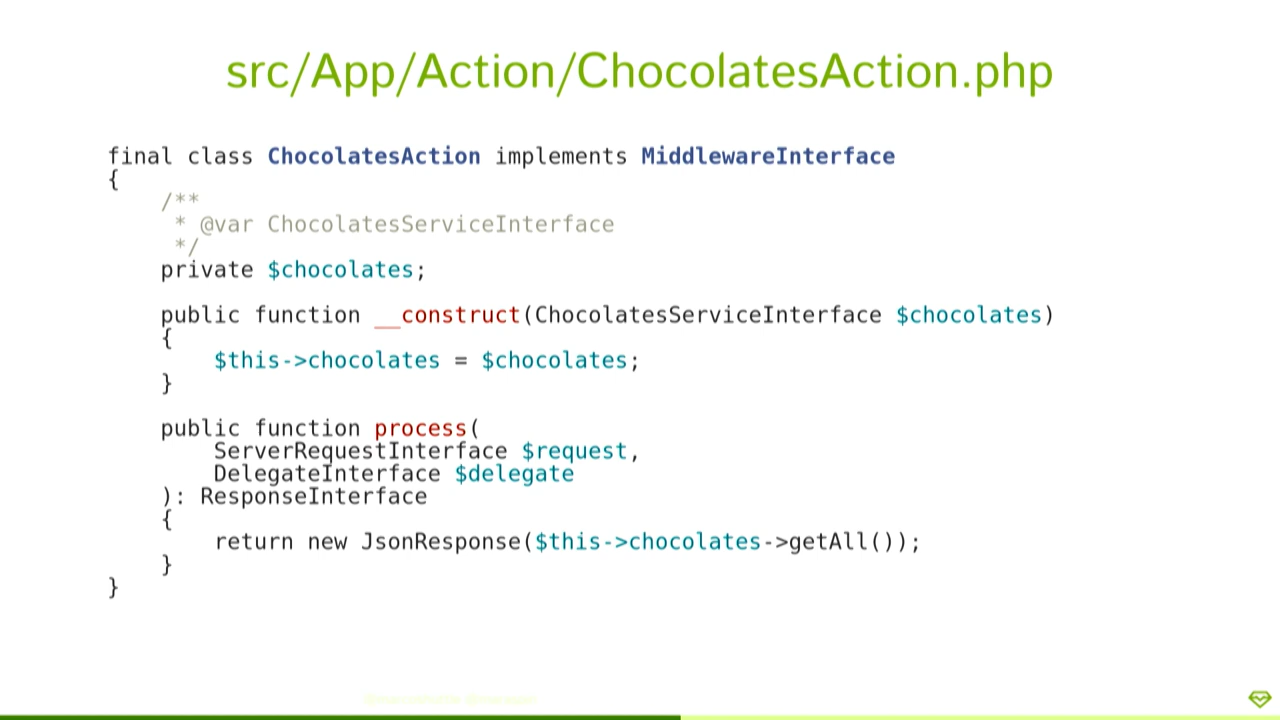 src/App/Action/ChocolatesAction.php
final class ChocolatesAction implements MiddlewareInterface
{
    /**
     * @var ChocolatesServiceInterface
     */
    private $chocolates;
    public function __construct(ChocolatesServiceInterface $chocolates)
    {
        $this->chocolates = $chocolates;
    }
    public function process(
        ServerRequestInterface $request,
        DelegateInterface $delegate
    ): ResponseInterface
    {
        return new JsonResponse($this->chocolates->getAll());
    }
}